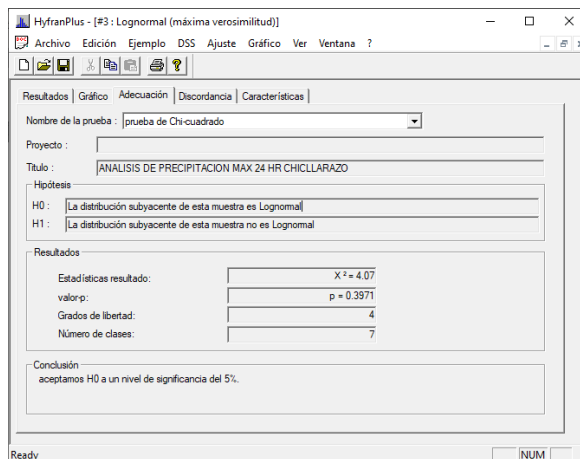 HyfranPlus - [#3 : Lognormal (máxima verosimilitud)]
Archivo Edición Ejemplo DSS Ajuste Gráfico Ver Ventana ?
Resultados Gráfico Adecuación Discordancia Características
Nombre de la prueba : prueba de Chi-cuadrado
Proyecto :
Titulo : ANALISIS DE PRECIPITACION MAX 24 HR CHICLLARAZO
Hipótesis
H0 : La distribución subyacente de esta muestra es Lognormal
H1 : La distribución subyacente de esta muestra no es Lognormal
Resultados
Estadísticas resultado: X ² = 4.07
valor-p: p = 0.3971
Grados de libertad: 4
Número de clases: 7
Conclusión
aceptamos H0 a un nivel de significancia del 5%.
Ready NUM